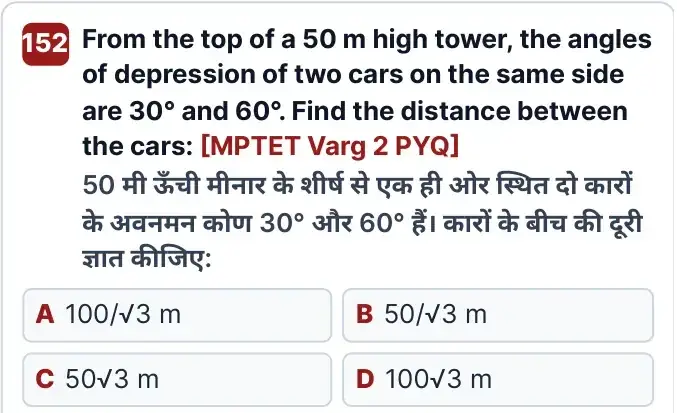 152 From the top of a 50 m high tower, the angles
of depression of two cars on the same side
are 30° and 60°. Find the distance between
the cars: [MPTET Varg 2 PYQ]
50 मी ऊँची मीनार के शीर्ष से एक ही ओर स्थित दो कारों
के अवनमन कोण 30° और 60° हैं। कारों के बीच की दूरी
ज्ञात कीजिए:
A 100/√3 m
B 50/√3 m
C 50√3 m
D 100√3 m